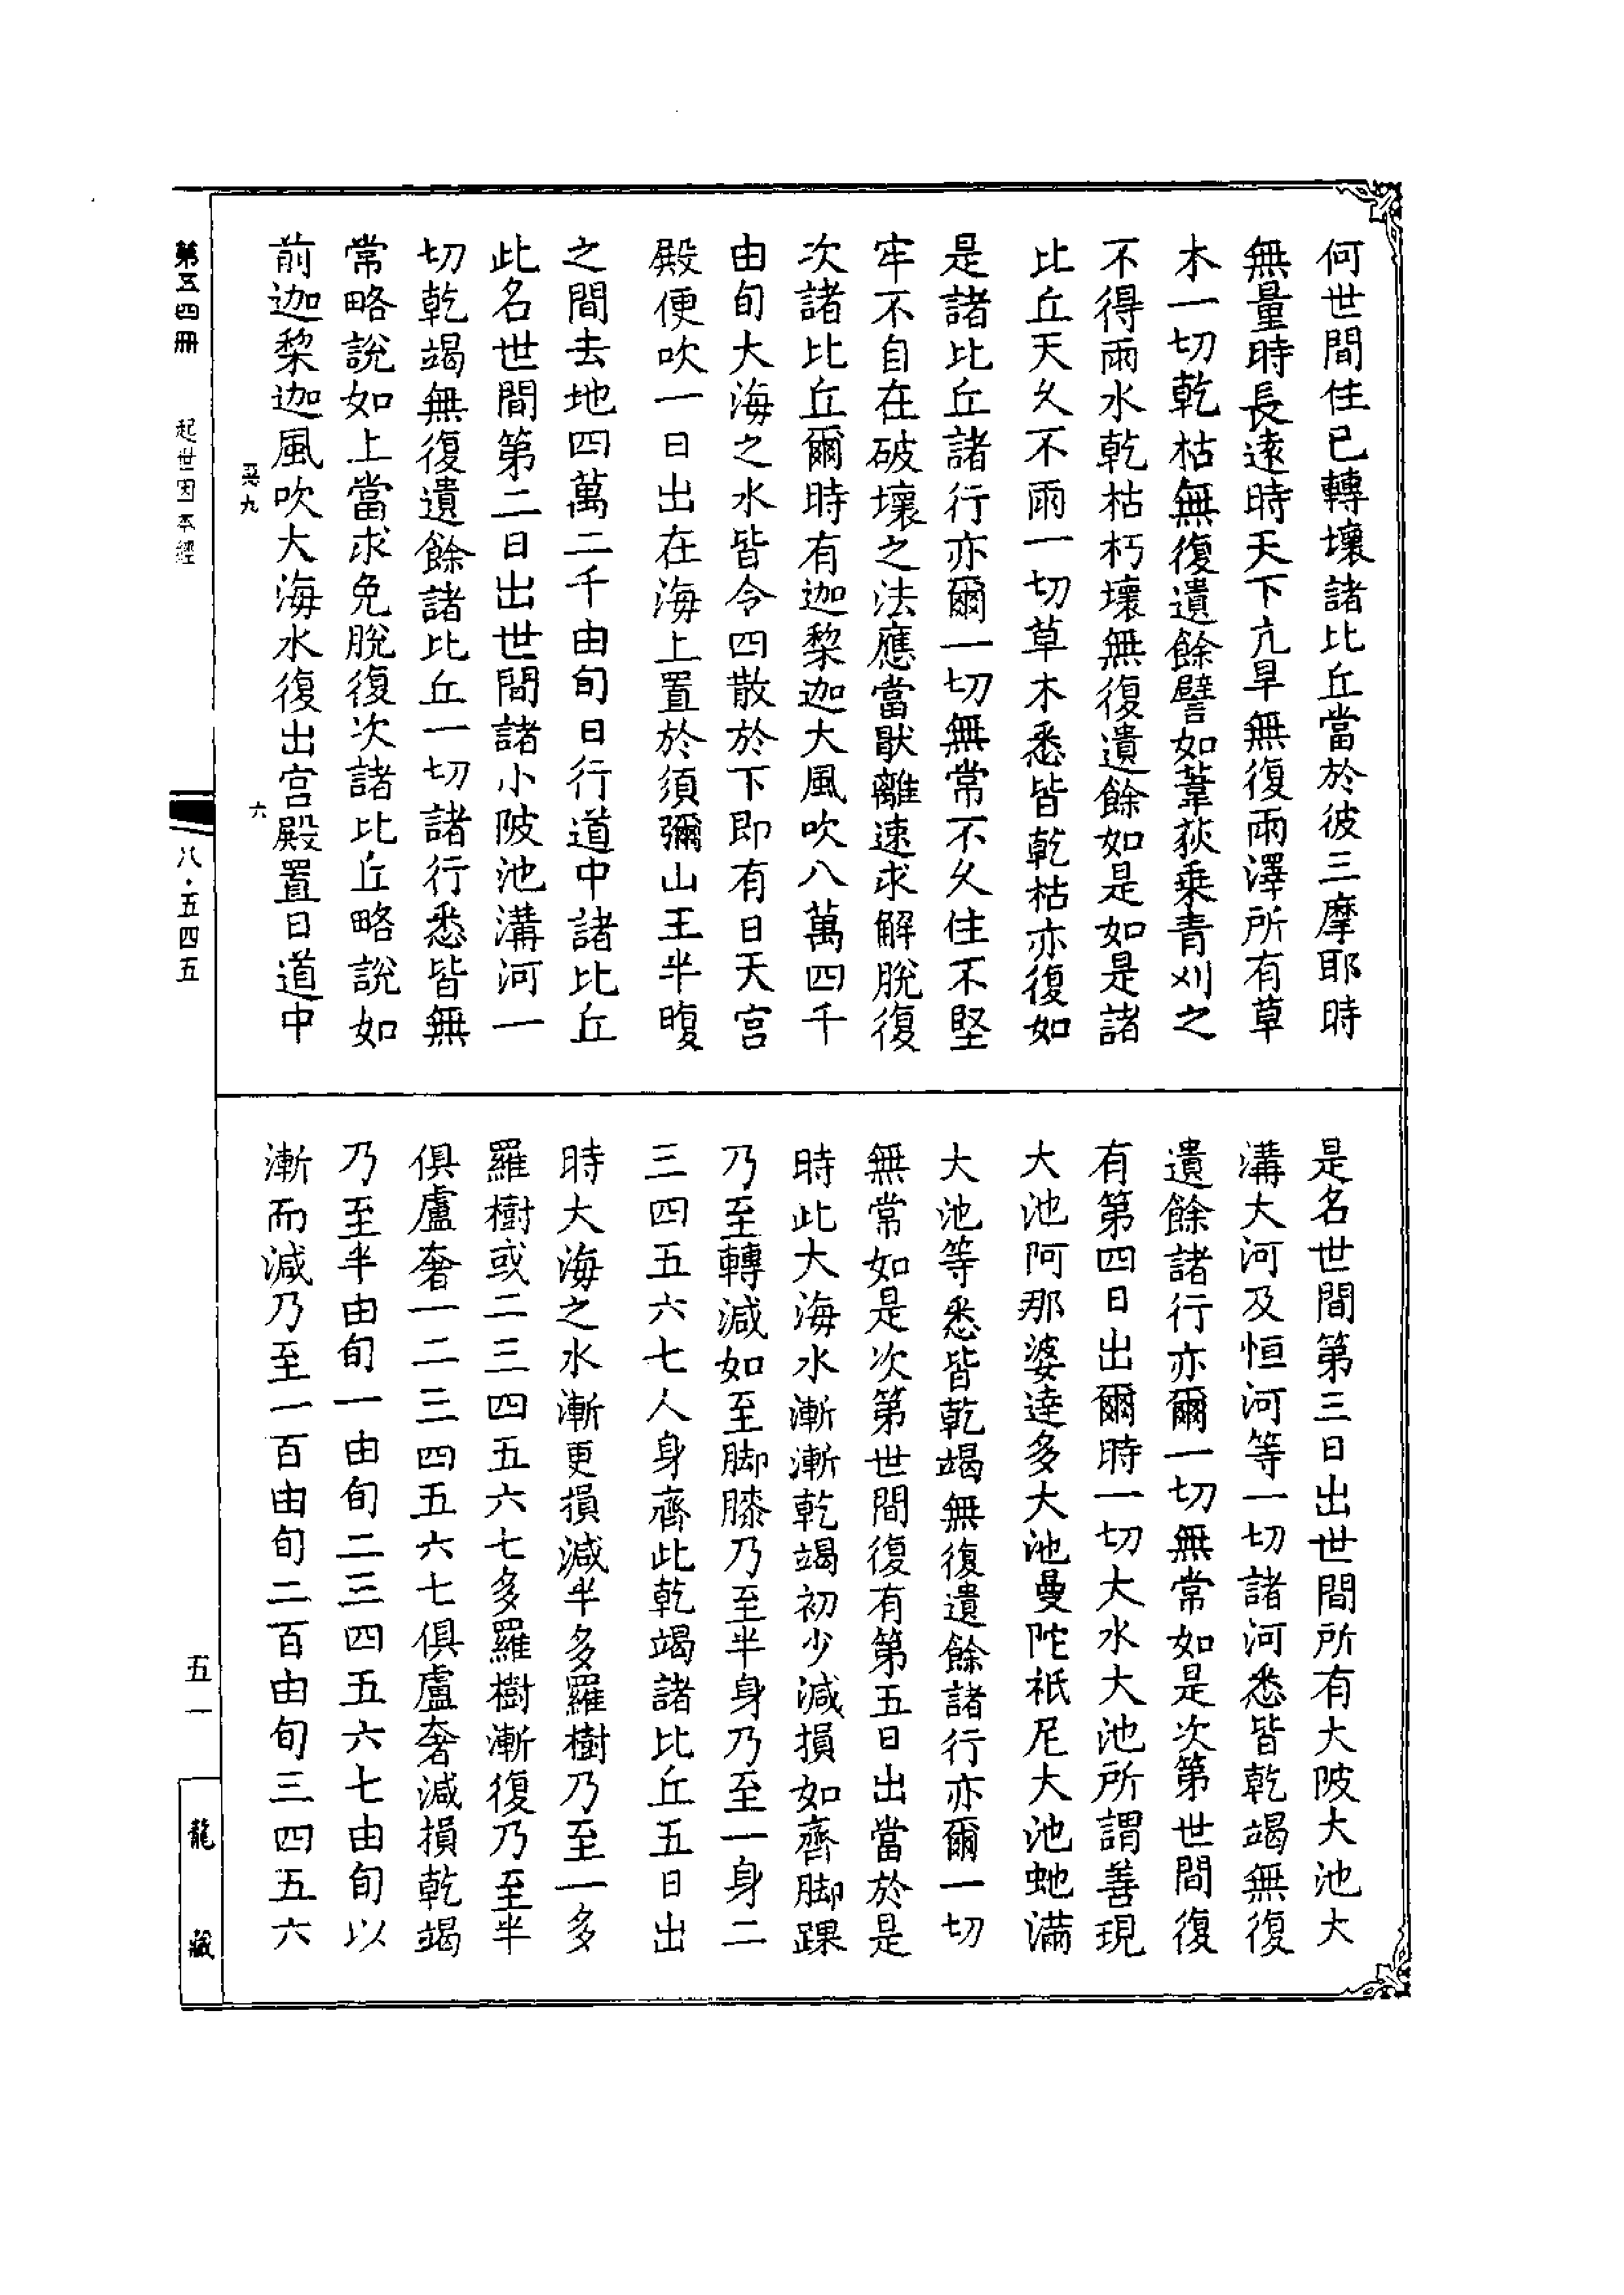 何世間住已轉壞諸比丘當於彼三摩耶時
無量時長遠時天下亢旱無復雨澤所有草
木一切乾枯無復遺餘譬如葦荻乗青刈之
不得雨水乾枯朽壞無復遺餘如是如是諸
比丘天久不雨一切草木悉皆乾枯亦復如
是諸比丘諸行亦爾一切無常不久住不堅
牢不自在破壞之法應當猒離速求解脫復
次諸比丘爾時有迦棃迦大風吹八萬四千
由旬大海之水皆令四散於下即有日天宮
殿便吹一日出在海上置於須彌山王半腹
之間去地四萬二千由旬日行道中諸比丘
此名世間第二日出世間諸小陂池溝河一
切乾竭無復遺餘諸比丘一切諸行悉皆無
常略說如上當求免脫復次諸比丘略說如
前迦棃迦風吹大海水復出宮殿置日道中
是名世間第三日出世間所有大陂大池大
溝大河及恒河等一切諸河悉皆乾竭無復
遺餘諸行亦爾一切無常如是次第世間復
有第四日出爾時一切大水大池所謂善現
大池阿那婆達多大池曼陀祇尼大池虵滿
大池等悉皆乾竭無復遺餘諸行亦爾一切
無常如是次第世間復有第五日出當於是
時此大海水漸漸乾竭初少減損如齊脚踝
乃至轉減如至脚膝乃至半身乃至一身二
三四五六七人身齊此乾竭諸比丘五日出
時大海之水漸更損減半多羅樹乃至一多
羅樹或二三四五六七多羅樹漸復乃至半
俱盧奢一二三四五六七俱盧奢減損乾竭
乃至半由旬一由旬二三四五六七由旬以
漸而減乃至一百由旬二百由旬三四五六
惡九
六
第五四冊
起世因本經
八·五四五
五一
龍藏